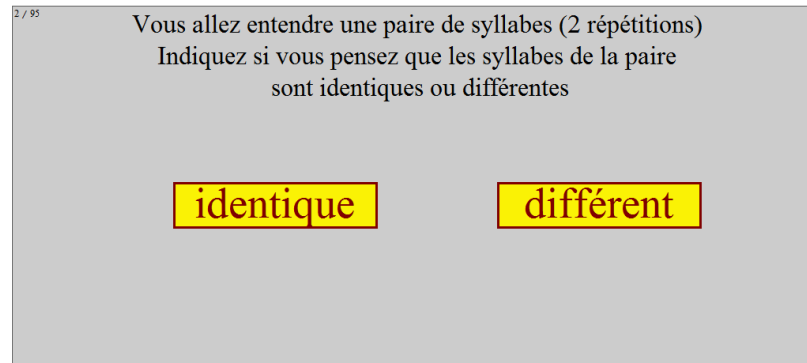 2 / 95
Vous allez entendre une paire de syllabes (2 répétitions)
Indiquez si vous pensez que les syllabes de la paire
sont identiques ou différentes
identique
différent